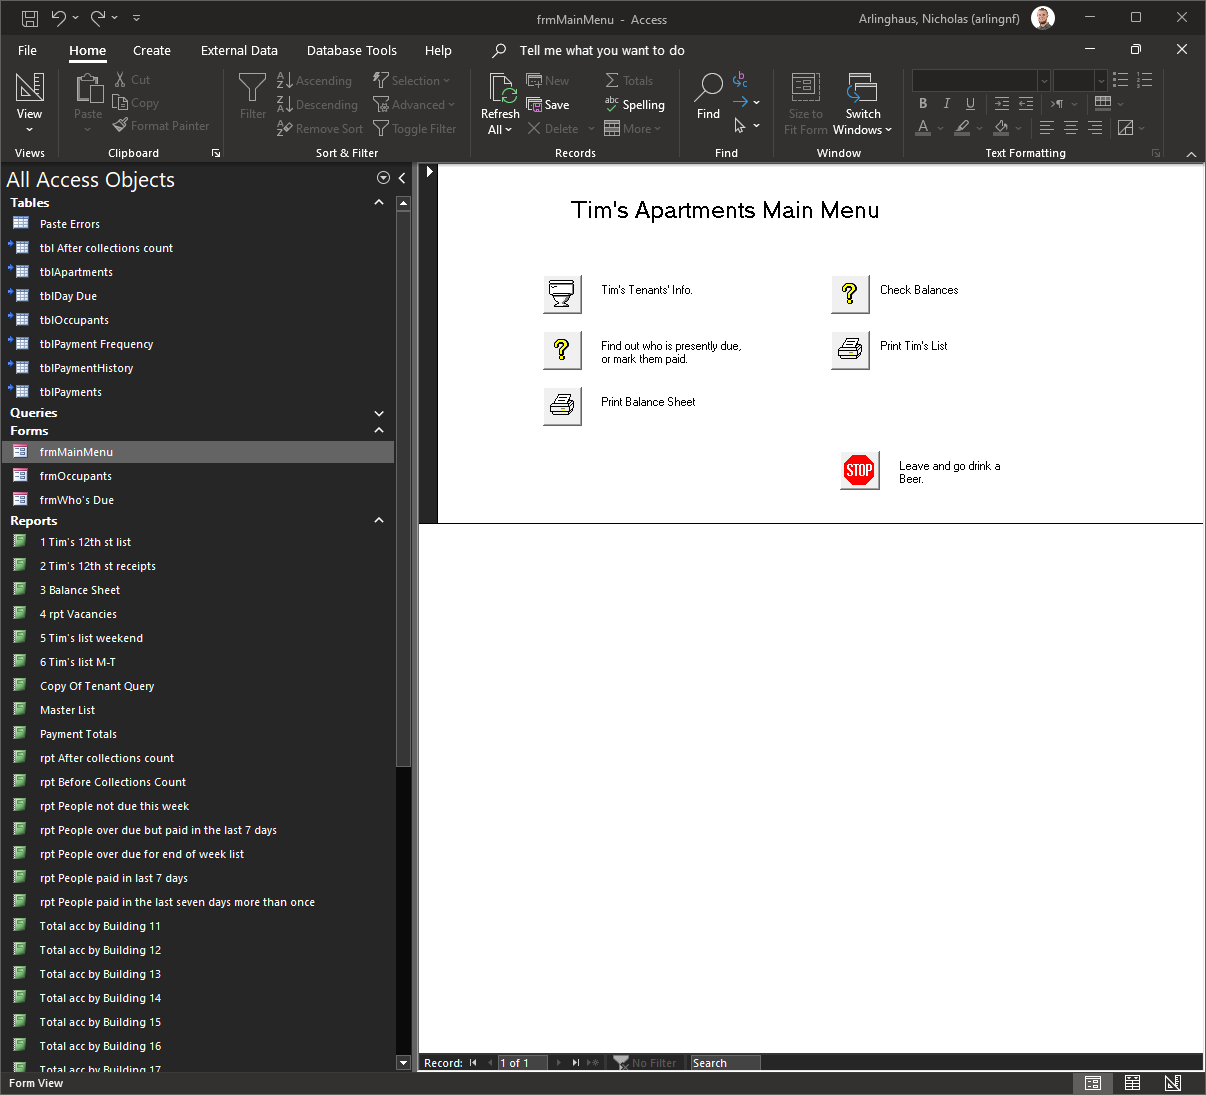 frmMainMenu - Access
Arlinghaus, Nicholas (arlingnf)
File Home Create External Data Database Tools Help Tell me what you want to do
View
Views
Paste
Cut
Copy
Format Painter
Clipboard
Filter
Ascending
Descending
Remove Sort
Selection
Advanced
Toggle Filter
Sort & Filter
Refresh
All
New
Save
Delete
Totals
Spelling
More
Records
Find
Find
Size to
Fit Form
Switch
Windows
Window
B I U
A
Text Formatting
All Access Objects
Tables
Paste Errors
tbl After collections count
tblApartments
tblDay Due
tblOccupants
tblPayment Frequency
tblPaymentHistory
tblPayments
Queries
Forms
frmMainMenu
frmOccupants
frmWho's Due
Reports
1 Tim's 12th st list
2 Tim's 12th st receipts
3 Balance Sheet
4 rpt Vacancies
5 Tim's list weekend
6 Tim's list M-T
Copy Of Tenant Query
Master List
Payment Totals
rpt After collections count
rpt Before Collections Count
rpt People not due this week
rpt People over due but paid in the last 7 days
rpt People over due for end of week list
rpt People paid in last 7 days
rpt People paid in the last seven days more than once
Total acc by Building 11
Total acc by Building 12
Total acc by Building 13
Total acc by Building 14
Total acc by Building 15
Total acc by Building 16
Total acc by Building 17
Tim's Apartments Main Menu
Tim's Tenants' Info.
Check Balances
Find out who is presently due,
or mark them paid.
Print Tim's List
Print Balance Sheet
STOP
Leave and go drink a
Beer.
Record: 1 of 1 No Filter Search
Form View